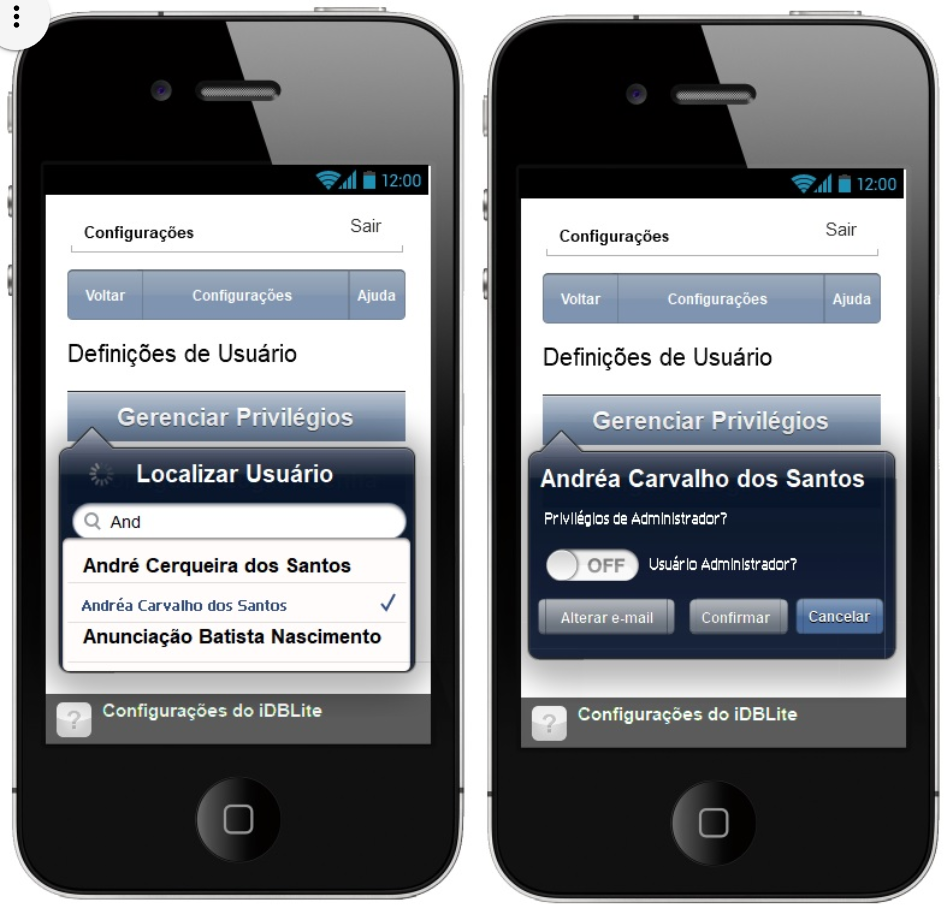 12:00
Configurações Sair
Voltar Configurações Ajuda
Definições de Usuário
Gerenciar Privilégios
Localizar Usuário
And
André Cerqueira dos Santos
Andréa Carvalho dos Santos
Anunciação Batista Nascimento
? Configurações do iDBLite
12:00
Configurações Sair
Voltar Configurações Ajuda
Definições de Usuário
Gerenciar Privilégios
Andréa Carvalho dos Santos
Privilégios de Administrador?
OFF Usuário Administrador?
Alterar e-mail Confirmar Cancelar
? Configurações do iDBLite